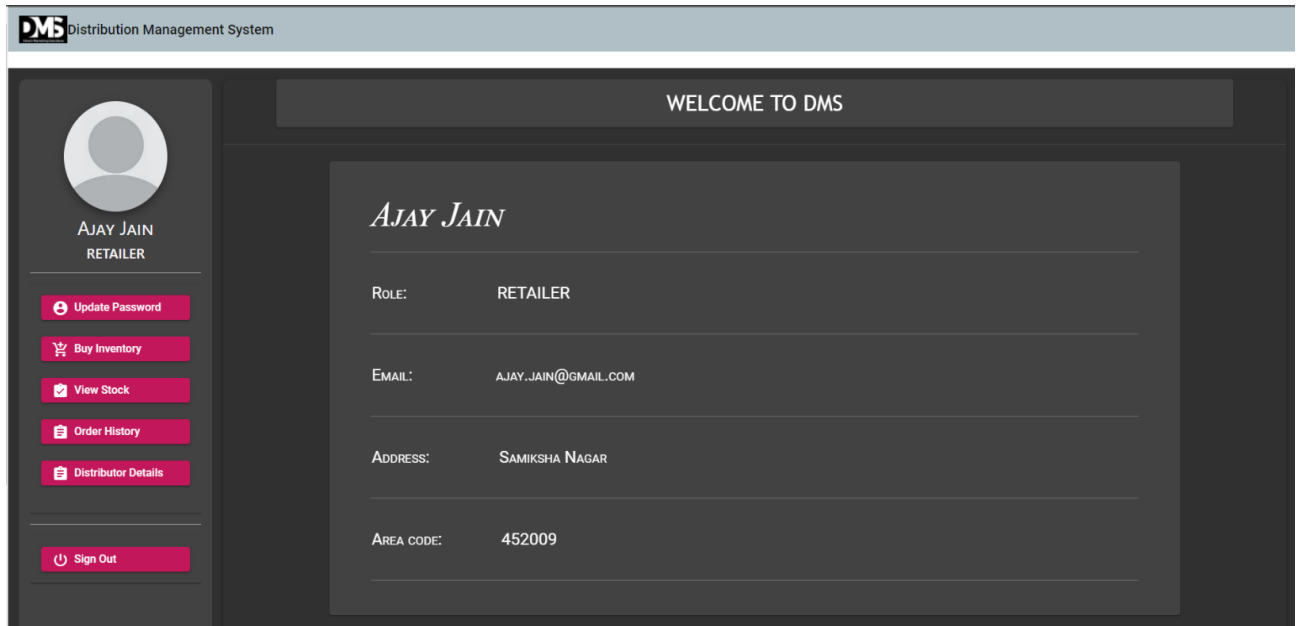 DMS Distribution Management System
WELCOME TO DMS
Ajay Jain
RETAILER
Update Password
Buy Inventory
View Stock
Order History
Distributor Details
Sign Out
Ajay Jain
Role: RETAILER
Email: ajay.jain@gmail.com
Address: Samiksha Nagar
Area code: 452009